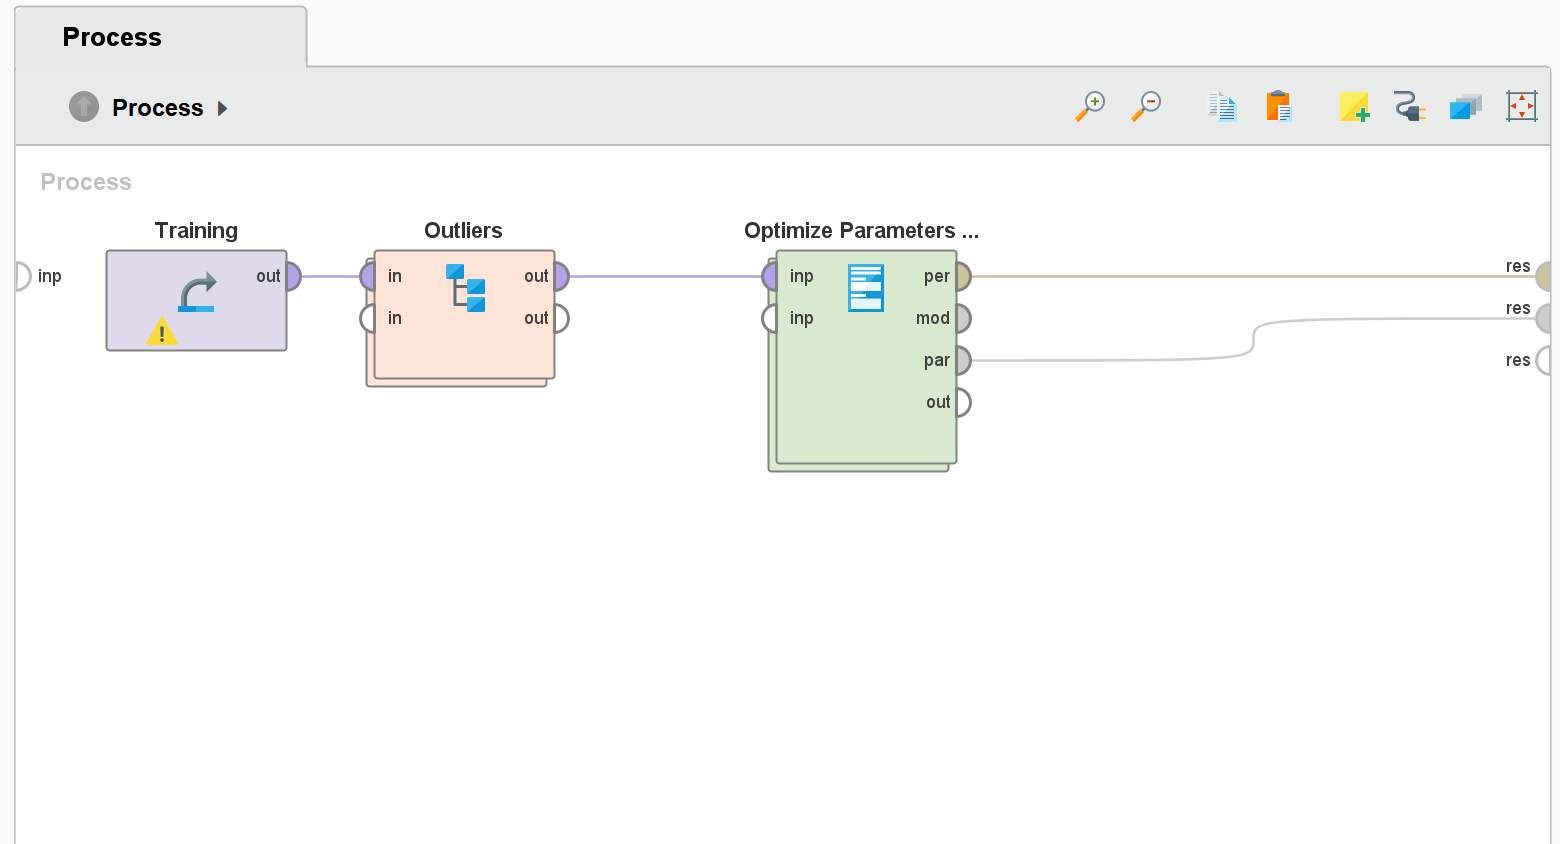 Process
Process
Process
Training
Outliers
Optimize Parameters ...
inp
out
in
out
inp
per
res
in
out
inp
mod
res
par
res
out